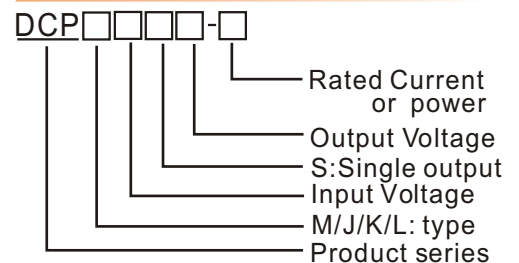 DCP□□□□-□
Rated Current
or power
Output Voltage
S:Single output
Input Voltage
M/J/K/L: type
Product series